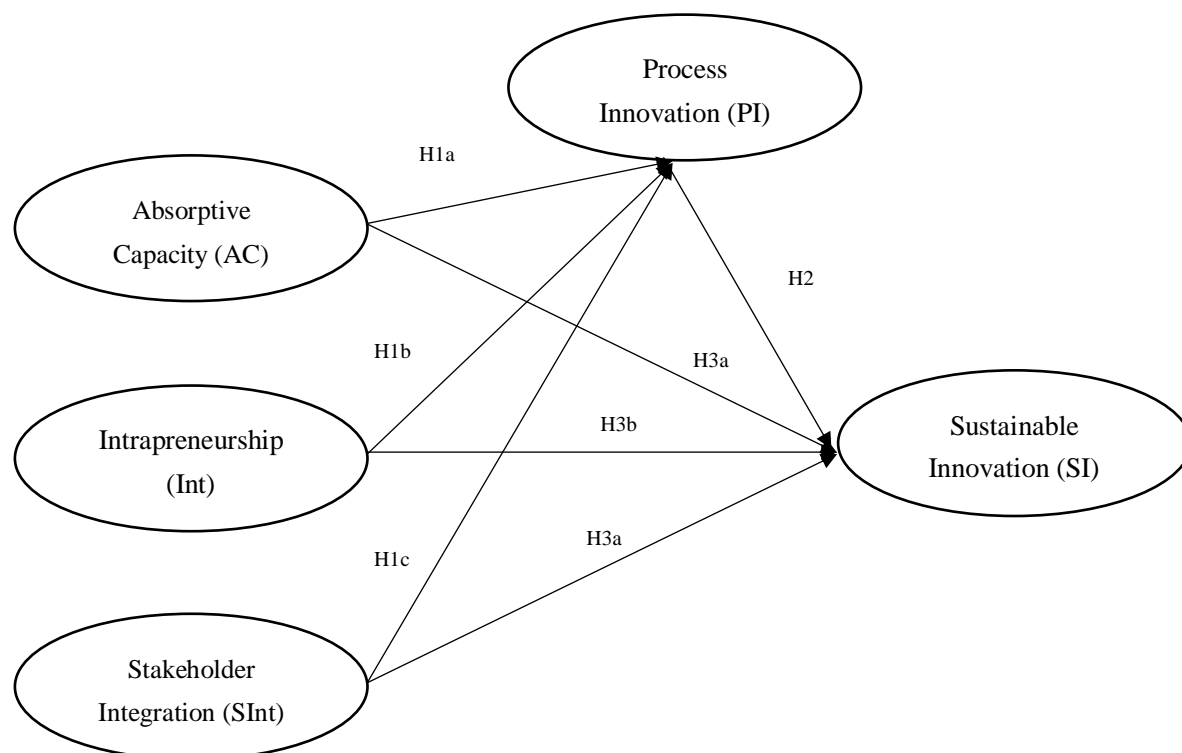 Process
Innovation (PI)
H1a
Absorptive
Capacity (AC)
H2
H1b
H3a
Intrapreneurship
(Int)
H3b
Sustainable
Innovation (SI)
H1c
H3a
Stakeholder
Integration (SInt)